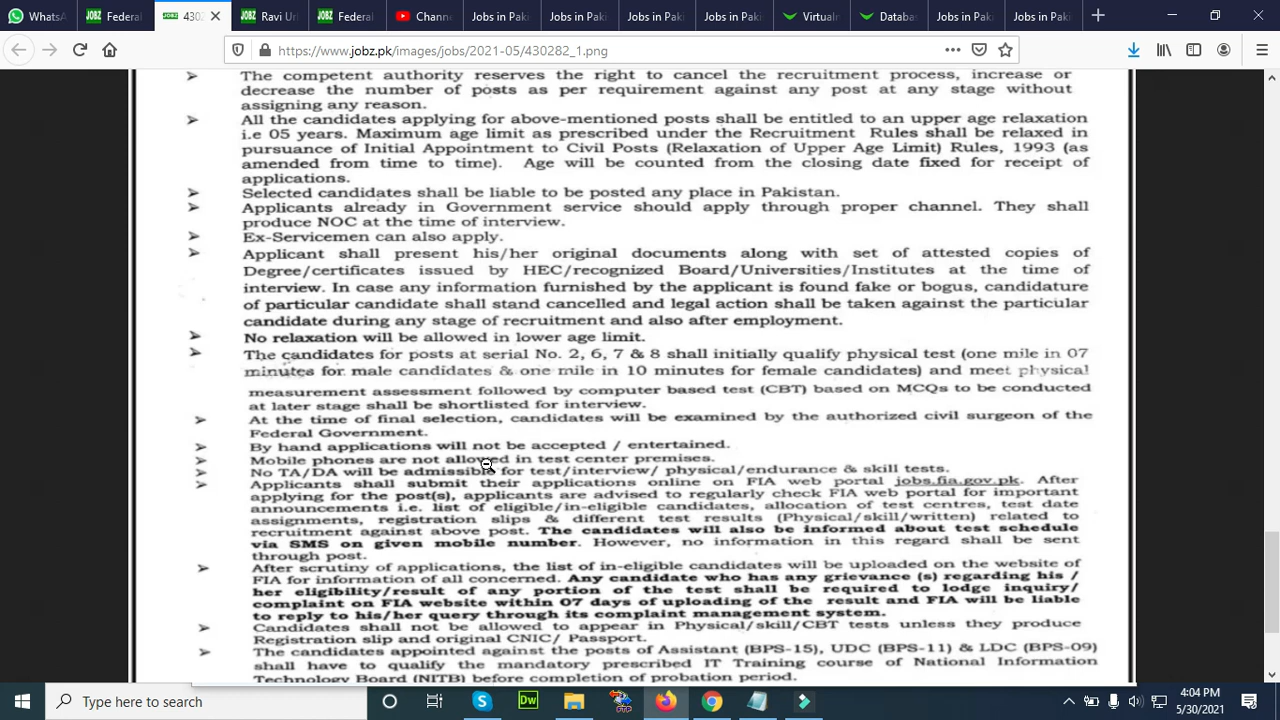 WhatsA
Federal
430
Ravi Ur
Federal
Channe
Jobs in Paki
Jobs in Paki
Jobs in Paki
Jobs in Paki
Virtualn
Databas
Jobs in Paki
Jobs in Paki
https://www.jobz.pk/images/jobs/2021-05/430282_1.png
The competent authority reserves the right to cancel the recruitment process, increase or
decrease the number of posts as per requirement against any post at any stage without
assigning any reason.
All the candidates applying for above-mentioned posts shall be entitled to an upper age relaxation
i.e 05 years. Maximum age limit as prescribed under the Recruitment Rules shall be relaxed in
pursuance of Initial Appointment to Civil Posts (Relaxation of Upper Age Limit) Rules, 1993 (as
amended from time to time). Age will be counted from the closing date fixed for receipt of
applications.
Selected candidates shall be liable to be posted any place in Pakistan.
Applicants already in Government service should apply through proper channel. They shall
produce NOC at the time of interview.
Ex-Servicemen can also apply.
Applicant shall present his/her original documents along with set of attested copies of
Degree/certificates issued by HEC/recognized Board/Universities/Institutes at the time of
interview. In case any information furnished by the applicant is found fake or bogus, candidature
of particular candidate shall stand cancelled and legal action shall be taken against the particular
candidate during any stage of recruitment and also after employment.
No relaxation will be allowed in lower age limit.
The candidates for posts at serial No. 2, 6, 7 & 8 shall initially qualify physical test (one mile in 07
minutes for male candidates & one mile in 10 minutes for female candidates) and meet physical
measurement assessment followed by computer based test (CBT) based on MCQs to be conducted
at later stage shall be shortlisted for interview.
At the time of final selection, candidates will be examined by the authorized civil surgeon of the
Federal Government.
By hand applications will not be accepted / entertained.
Mobile phones are not allowed in test center premises.
No TA/DA will be admissible for test/interview/ physical/endurance & skill tests.
Applicants shall submit their applications online on FIA web portal jobs.fia.gov.pk. After
applying for the post(s), applicants are advised to regularly check FIA web portal for important
announcements i.e. list of eligible/in-eligible candidates, allocation of test centres, test date
assignments, registration slips & different test results (Physical/skill/written) related to
recruitment against above post. The candidates will also be informed about test schedule
via SMS on given mobile number. However, no information in this regard shall be sent
through post.
After scrutiny of applications, the list of in-eligible candidates will be uploaded on the website of
FIA for information of all concerned. Any candidate who has any grievance (s) regarding his /
her eligibility/result of any portion of the test shall be required to lodge inquiry/
complaint on FIA website within 07 days of uploading of the result and FIA will be liable
to reply to his/her query through its complaint management system.
Candidates shall not be allowed to appear in Physical/skill/CBT tests unless they produce
Registration slip and original CNIC/ Passport.
The candidates appointed against the posts of Assistant (BPS-15), UDC (BPS-11) & LDC (BPS-09)
shall have to qualify the mandatory prescribed IT Training course of National Information
Technology Board (NITB) before completion of probation period.
Type here to search
4:04 PM
5/30/2021